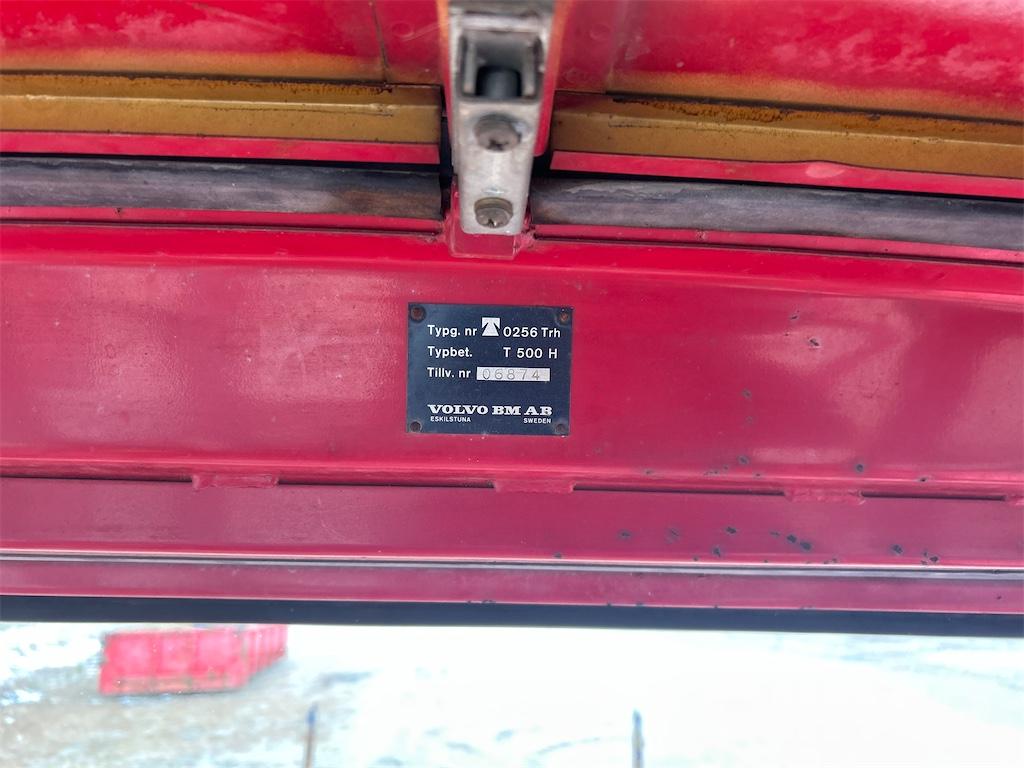 Typg. nr T 0256 Trh
Typbet. T 500 H
Tillv. nr 06874
VOLVO BM AB
ESKILSTUNA SWEDEN